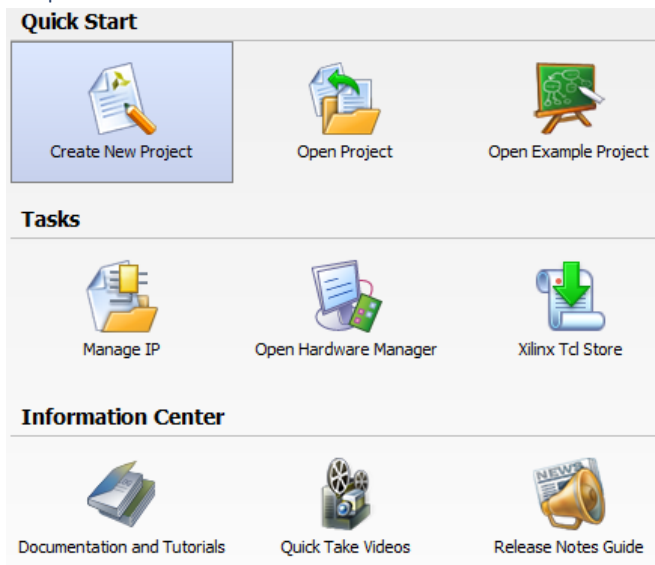 Quick Start
Create New Project
Open Project
Open Example Project
Tasks
Manage IP
Open Hardware Manager
Xilinx Tcl Store
Information Center
NEWS
Documentation and Tutorials
Quick Take Videos
Release Notes Guide